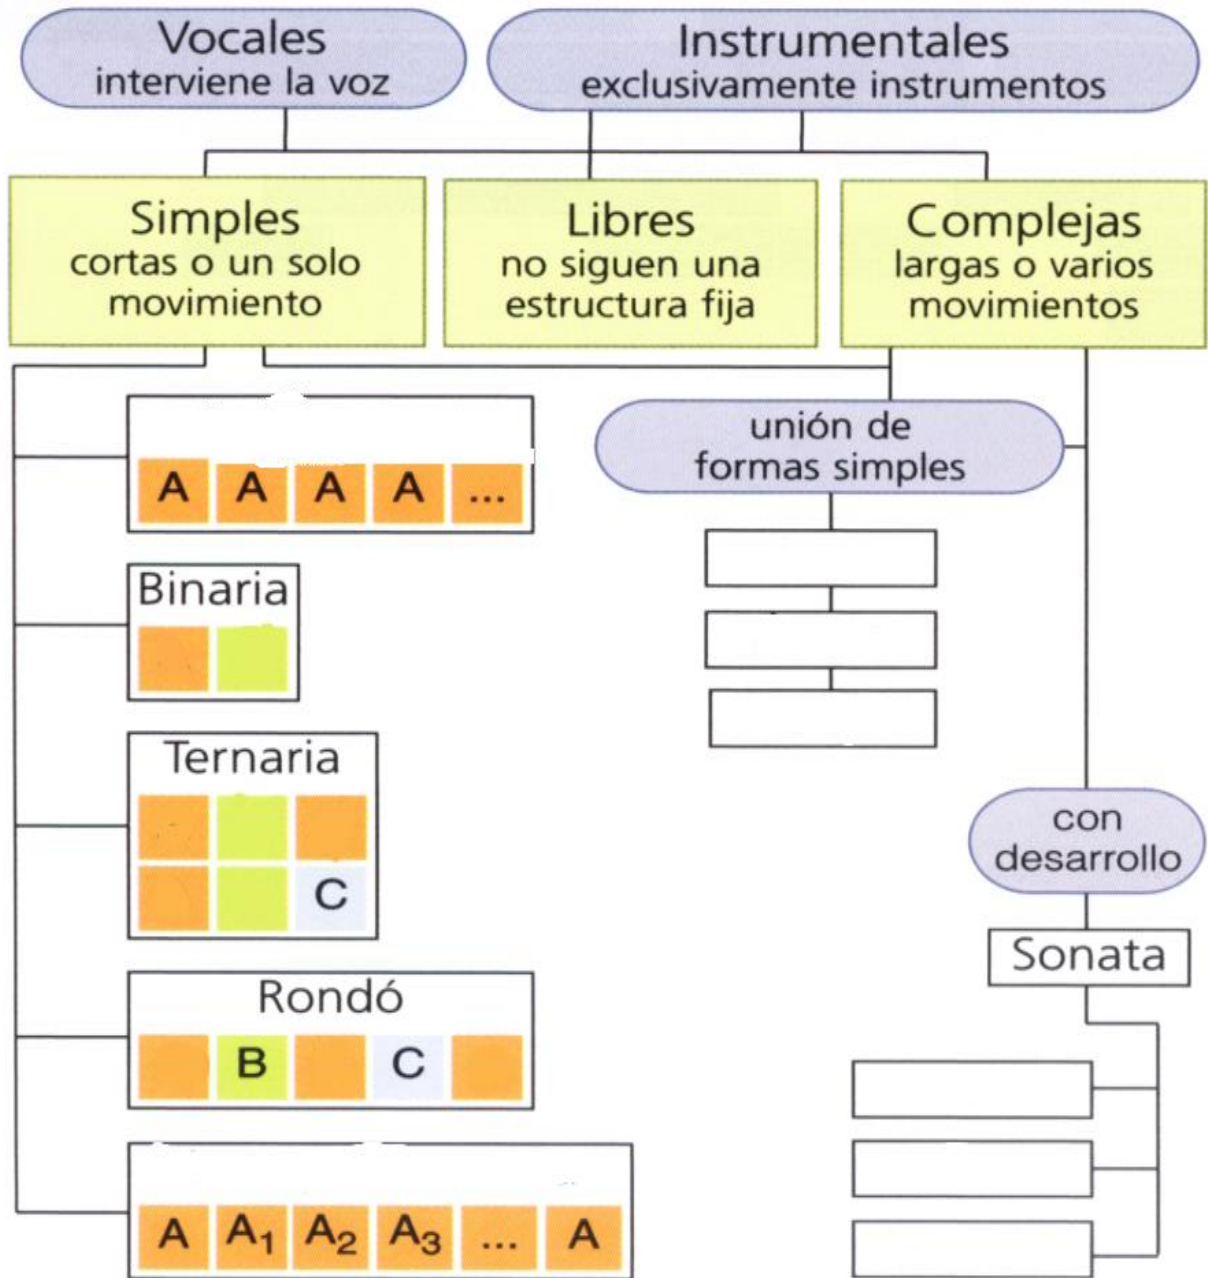 Vocales
interviene la voz
Instrumentales
exclusivamente instrumentos
Simples
cortas o un solo
movimiento
Libres
no siguen una
estructura fija
Complejas
largas o varios
movimientos
A A A A ...
unión de
formas simples
Binaria
Ternaria
C
con
desarrollo
Sonata
Rondó
B C
A A₁ A₂ A₃ ... A